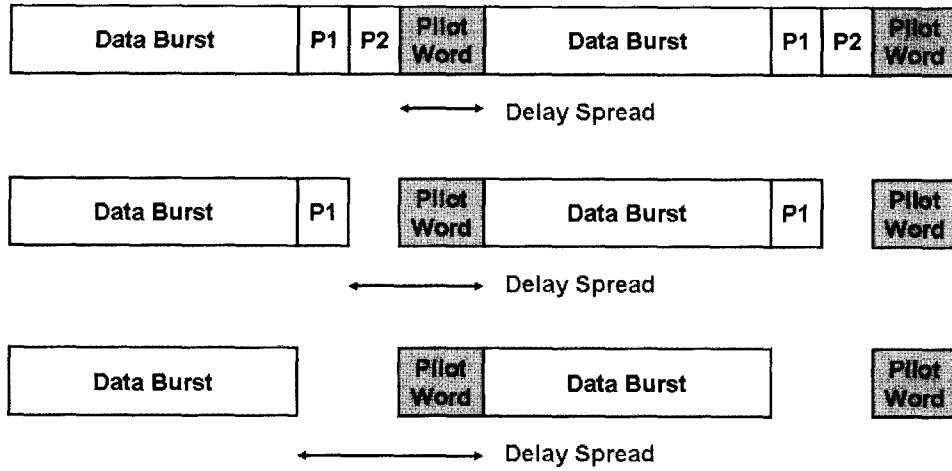 Data Burst P1 P2 Pilot Word Data Burst P1 P2 Pilot Word
Delay Spread
Data Burst P1 Pilot Word Data Burst P1 Pilot Word
Delay Spread
Data Burst Pilot Word Data Burst Pilot Word
Delay Spread